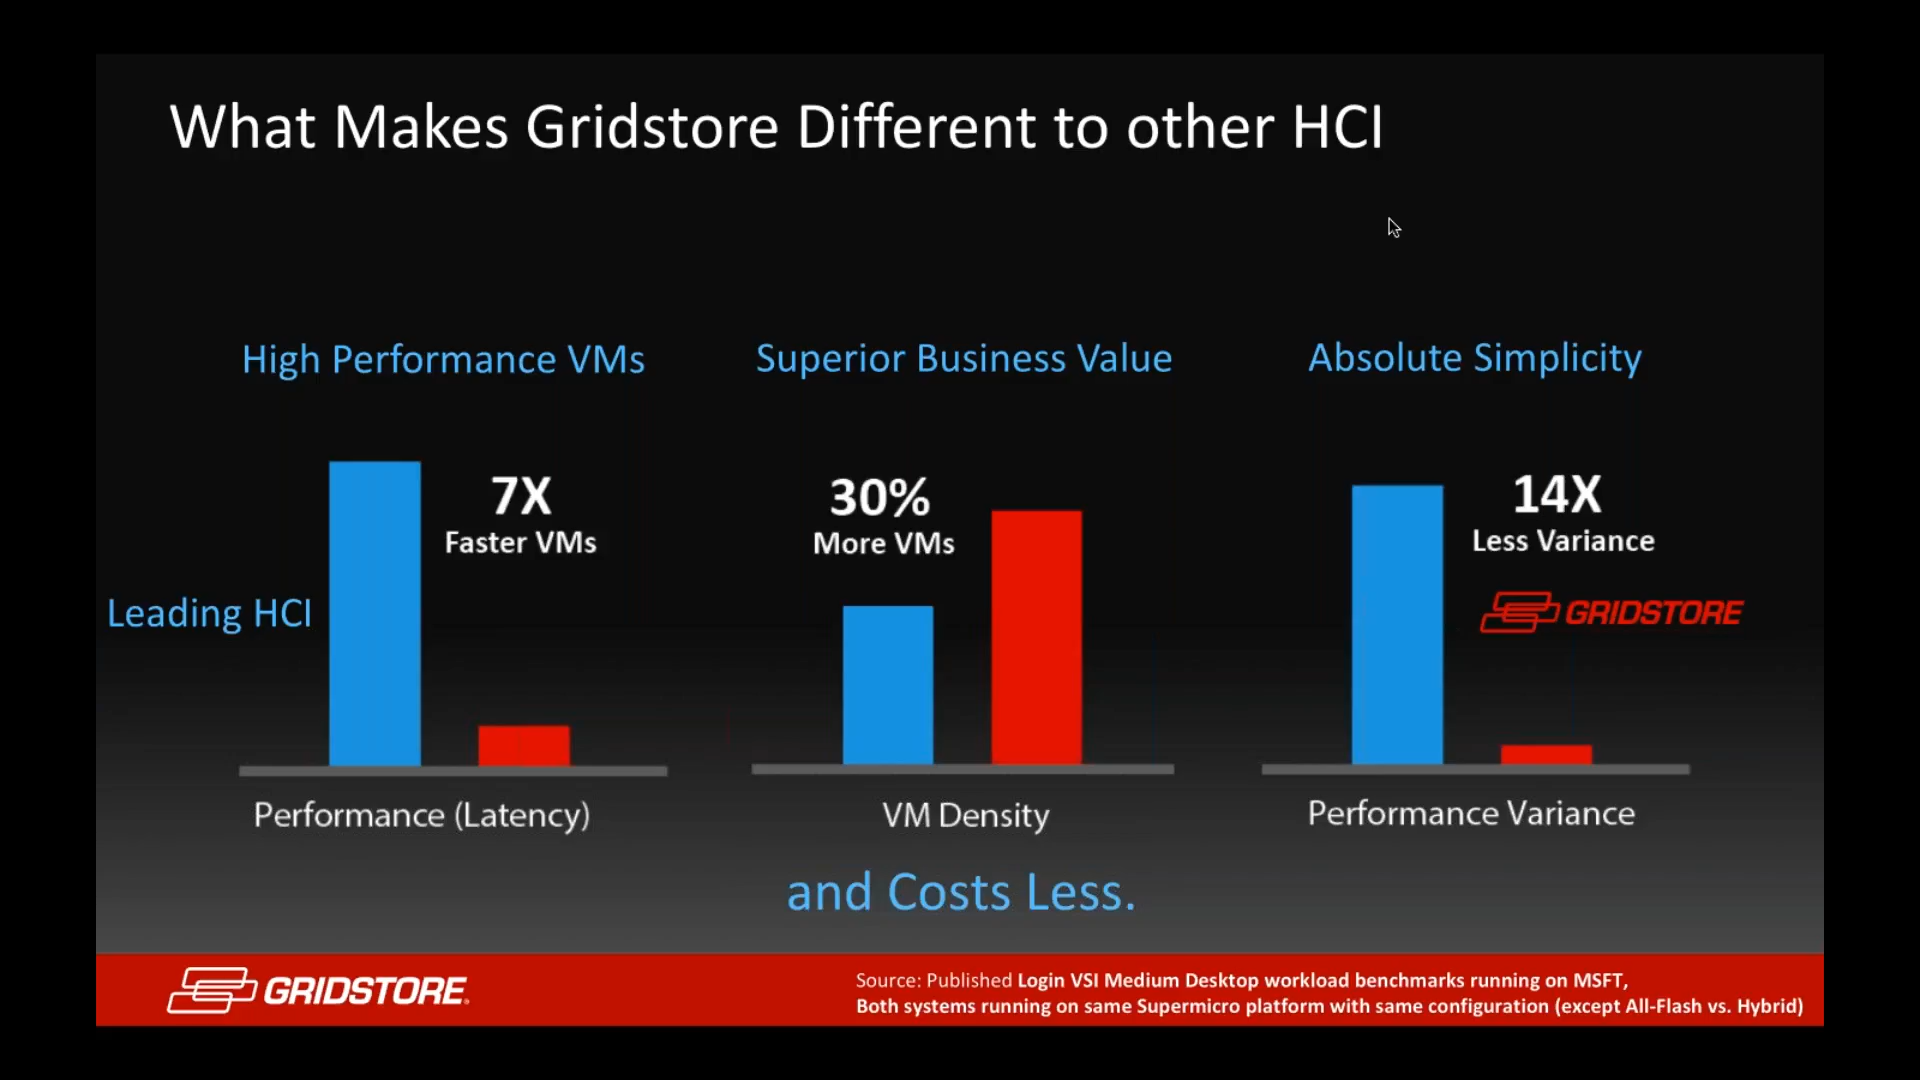 What Makes Gridstore Different to other HCI
High Performance VMs
Superior Business Value
Absolute Simplicity
7X
Faster VMs
30%
More VMs
14X
Less Variance
Leading HCI
GRIDSTORE
Performance (Latency)
VM Density
Performance Variance
and Costs Less.
GRIDSTORE
Source: Published Login VSI Medium Desktop workload benchmarks running on MSFT,
Both systems running on same Supermicro platform with same configuration (except All-Flash vs. Hybrid)